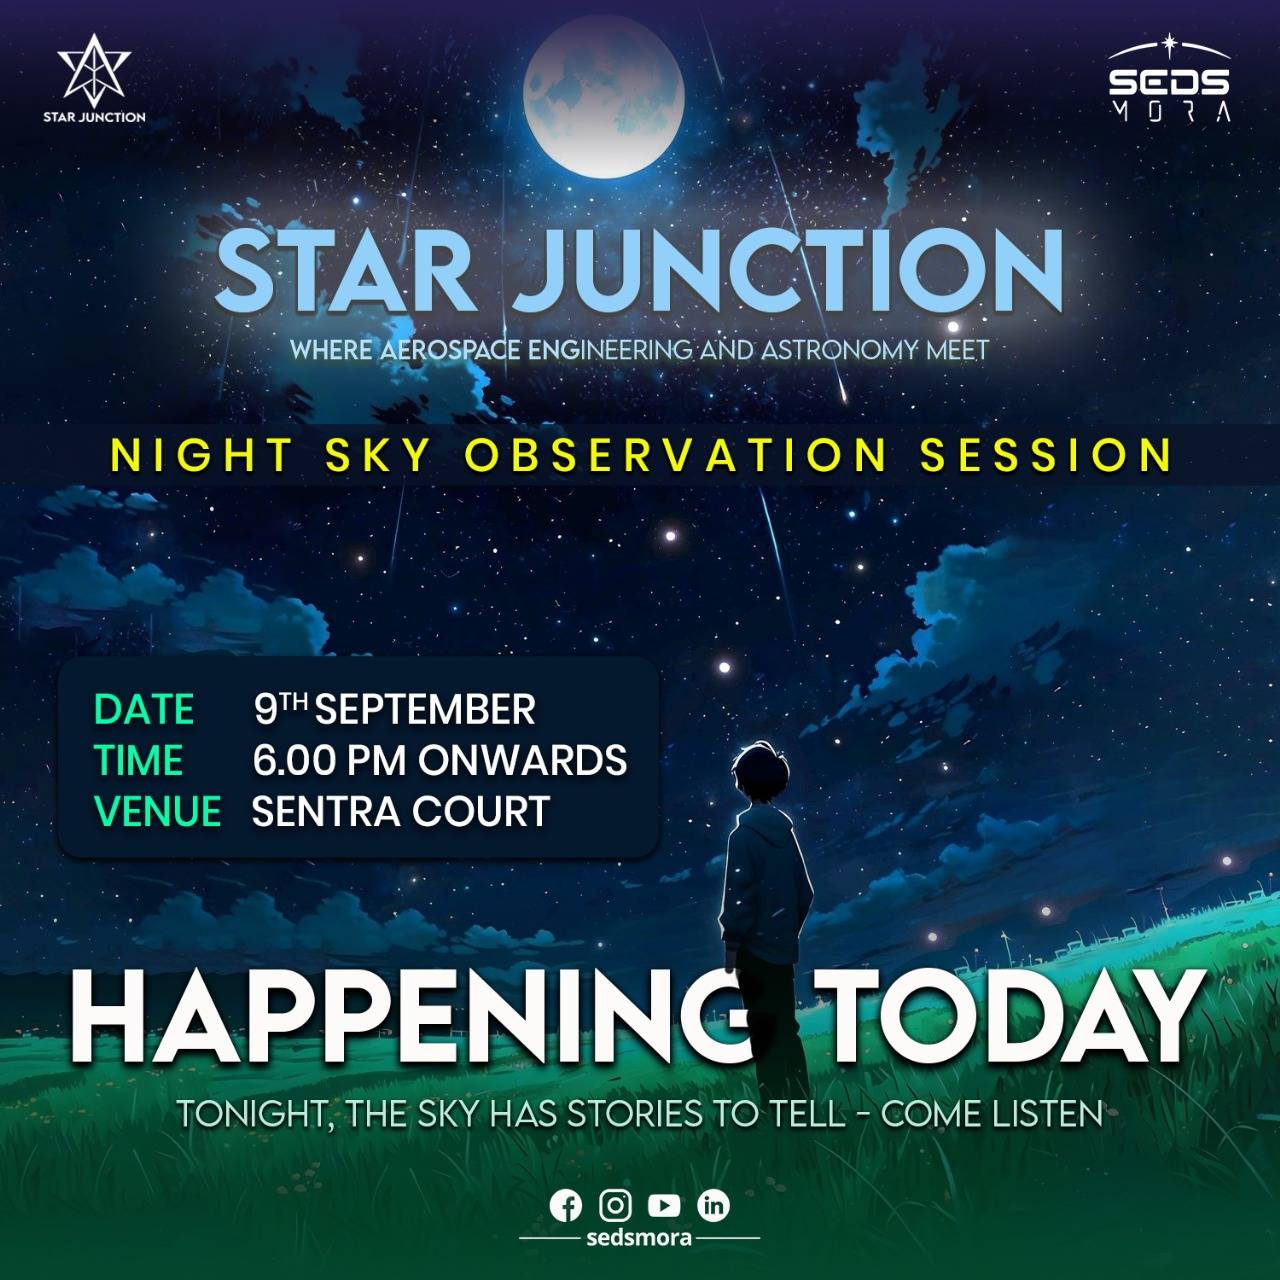 STAR JUNCTION
SEDS
MORA
STAR JUNCTION
WHERE AEROSPACE ENGINEERING AND ASTRONOMY MEET
NIGHT SKY OBSERVATION SESSION
DATE 9TH SEPTEMBER
TIME 6.00 PM ONWARDS
VENUE SENTRA COURT
HAPPENING TODAY
TONIGHT, THE SKY HAS STORIES TO TELL - COME LISTEN
sedsmora